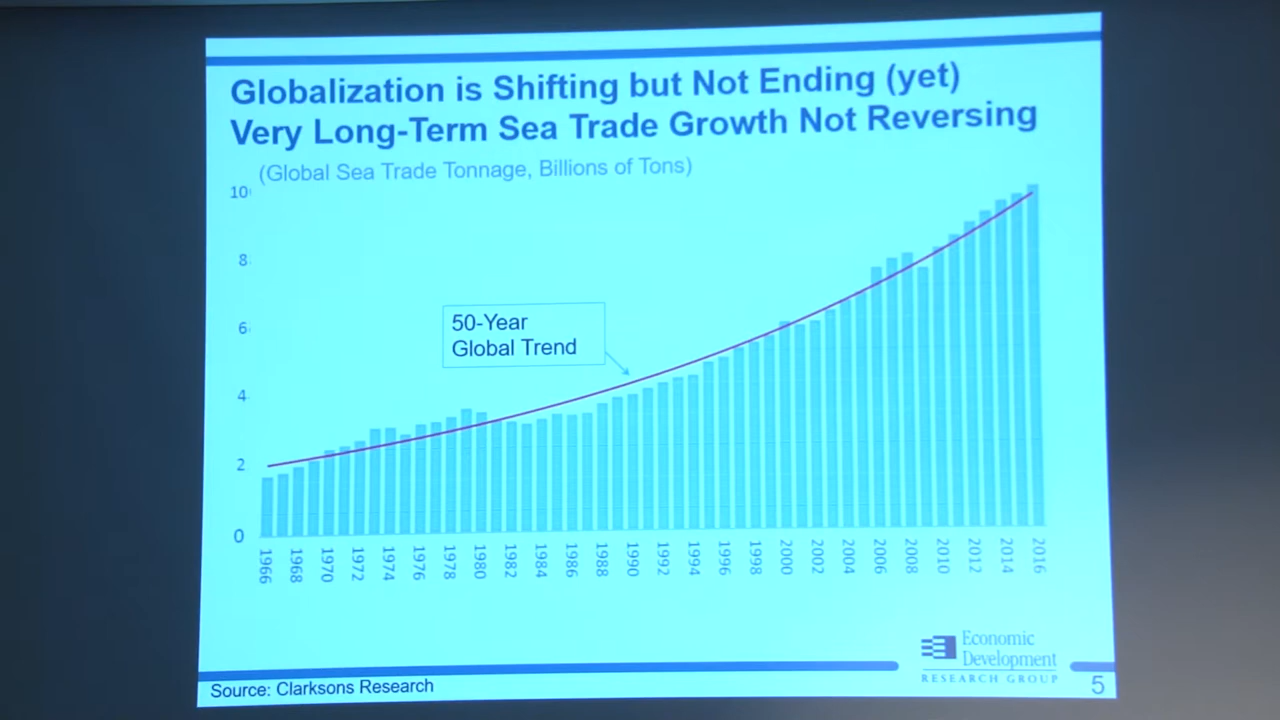 Globalization is Shifting but Not Ending (yet)
Very Long-Term Sea Trade Growth Not Reversing
(Global Sea Trade Tonnage, Billions of Tons)
10
8
6
4
2
0
50-Year
Global Trend
1966 1968 1970 1972 1974 1976 1978 1980 1982 1984 1986 1988 1990 1992 1994 1996 1998 2000 2002 2004 2006 2008 2010 2012 2014 2016
Economic
Development
RESEARCH GROUP
Source: Clarksons Research
5